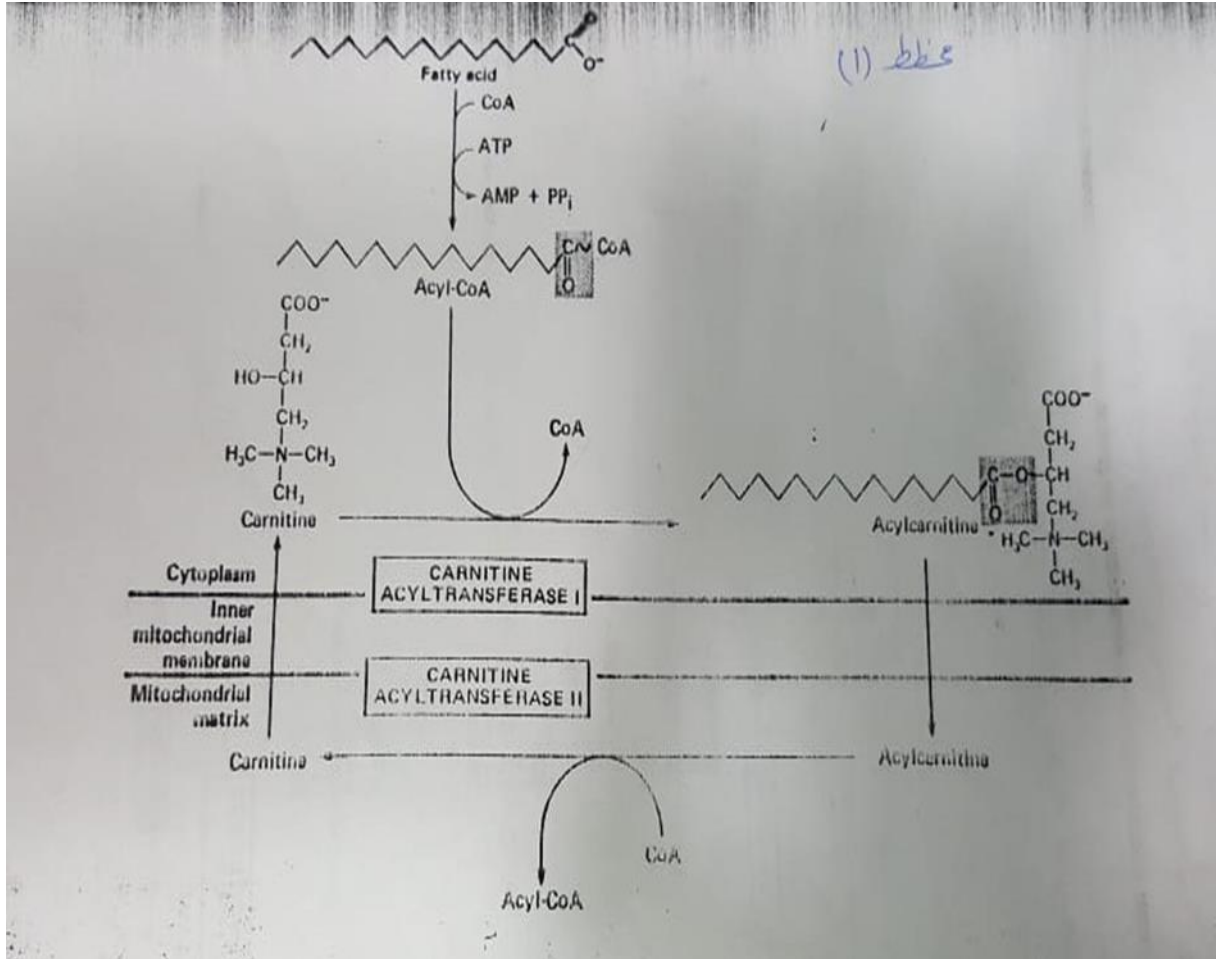 مخطط (1)
O⁻
Fatty acid
CoA
ATP
AMP + PPi
C~CoA
O
Acyl-CoA
COO⁻
CH₂
HO–CH
CH₂
H₃C–N–CH₃
CH₃
Carnitine
CoA
COO⁻
CH₂
C–O–CH
O
CH₂
Acylcarnitine
H₃C–N–CH₃
CH₃
Cytoplasm
CARNITINE
ACYLTRANSFERASE I
Inner
mitochondrial
membrane
CARNITINE
ACYLTRANSFERASE II
Mitochondrial
matrix
Carnitine
Acylcarnitine
CoA
Acyl-CoA